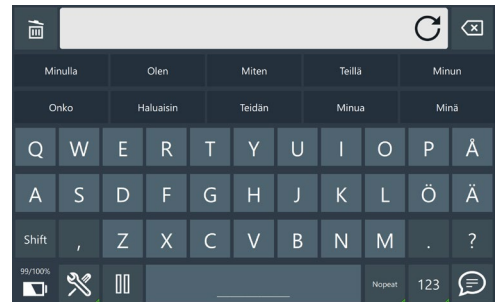 Minulla Olen Miten Teillä Minun
Onko Haluaisin Teidän Minua Minä
Q W E R T Y U I O P Å
A S D F G H J K L Ö Ä
Shift , Z X C V B N M . ?
99/100% Nopeat 123